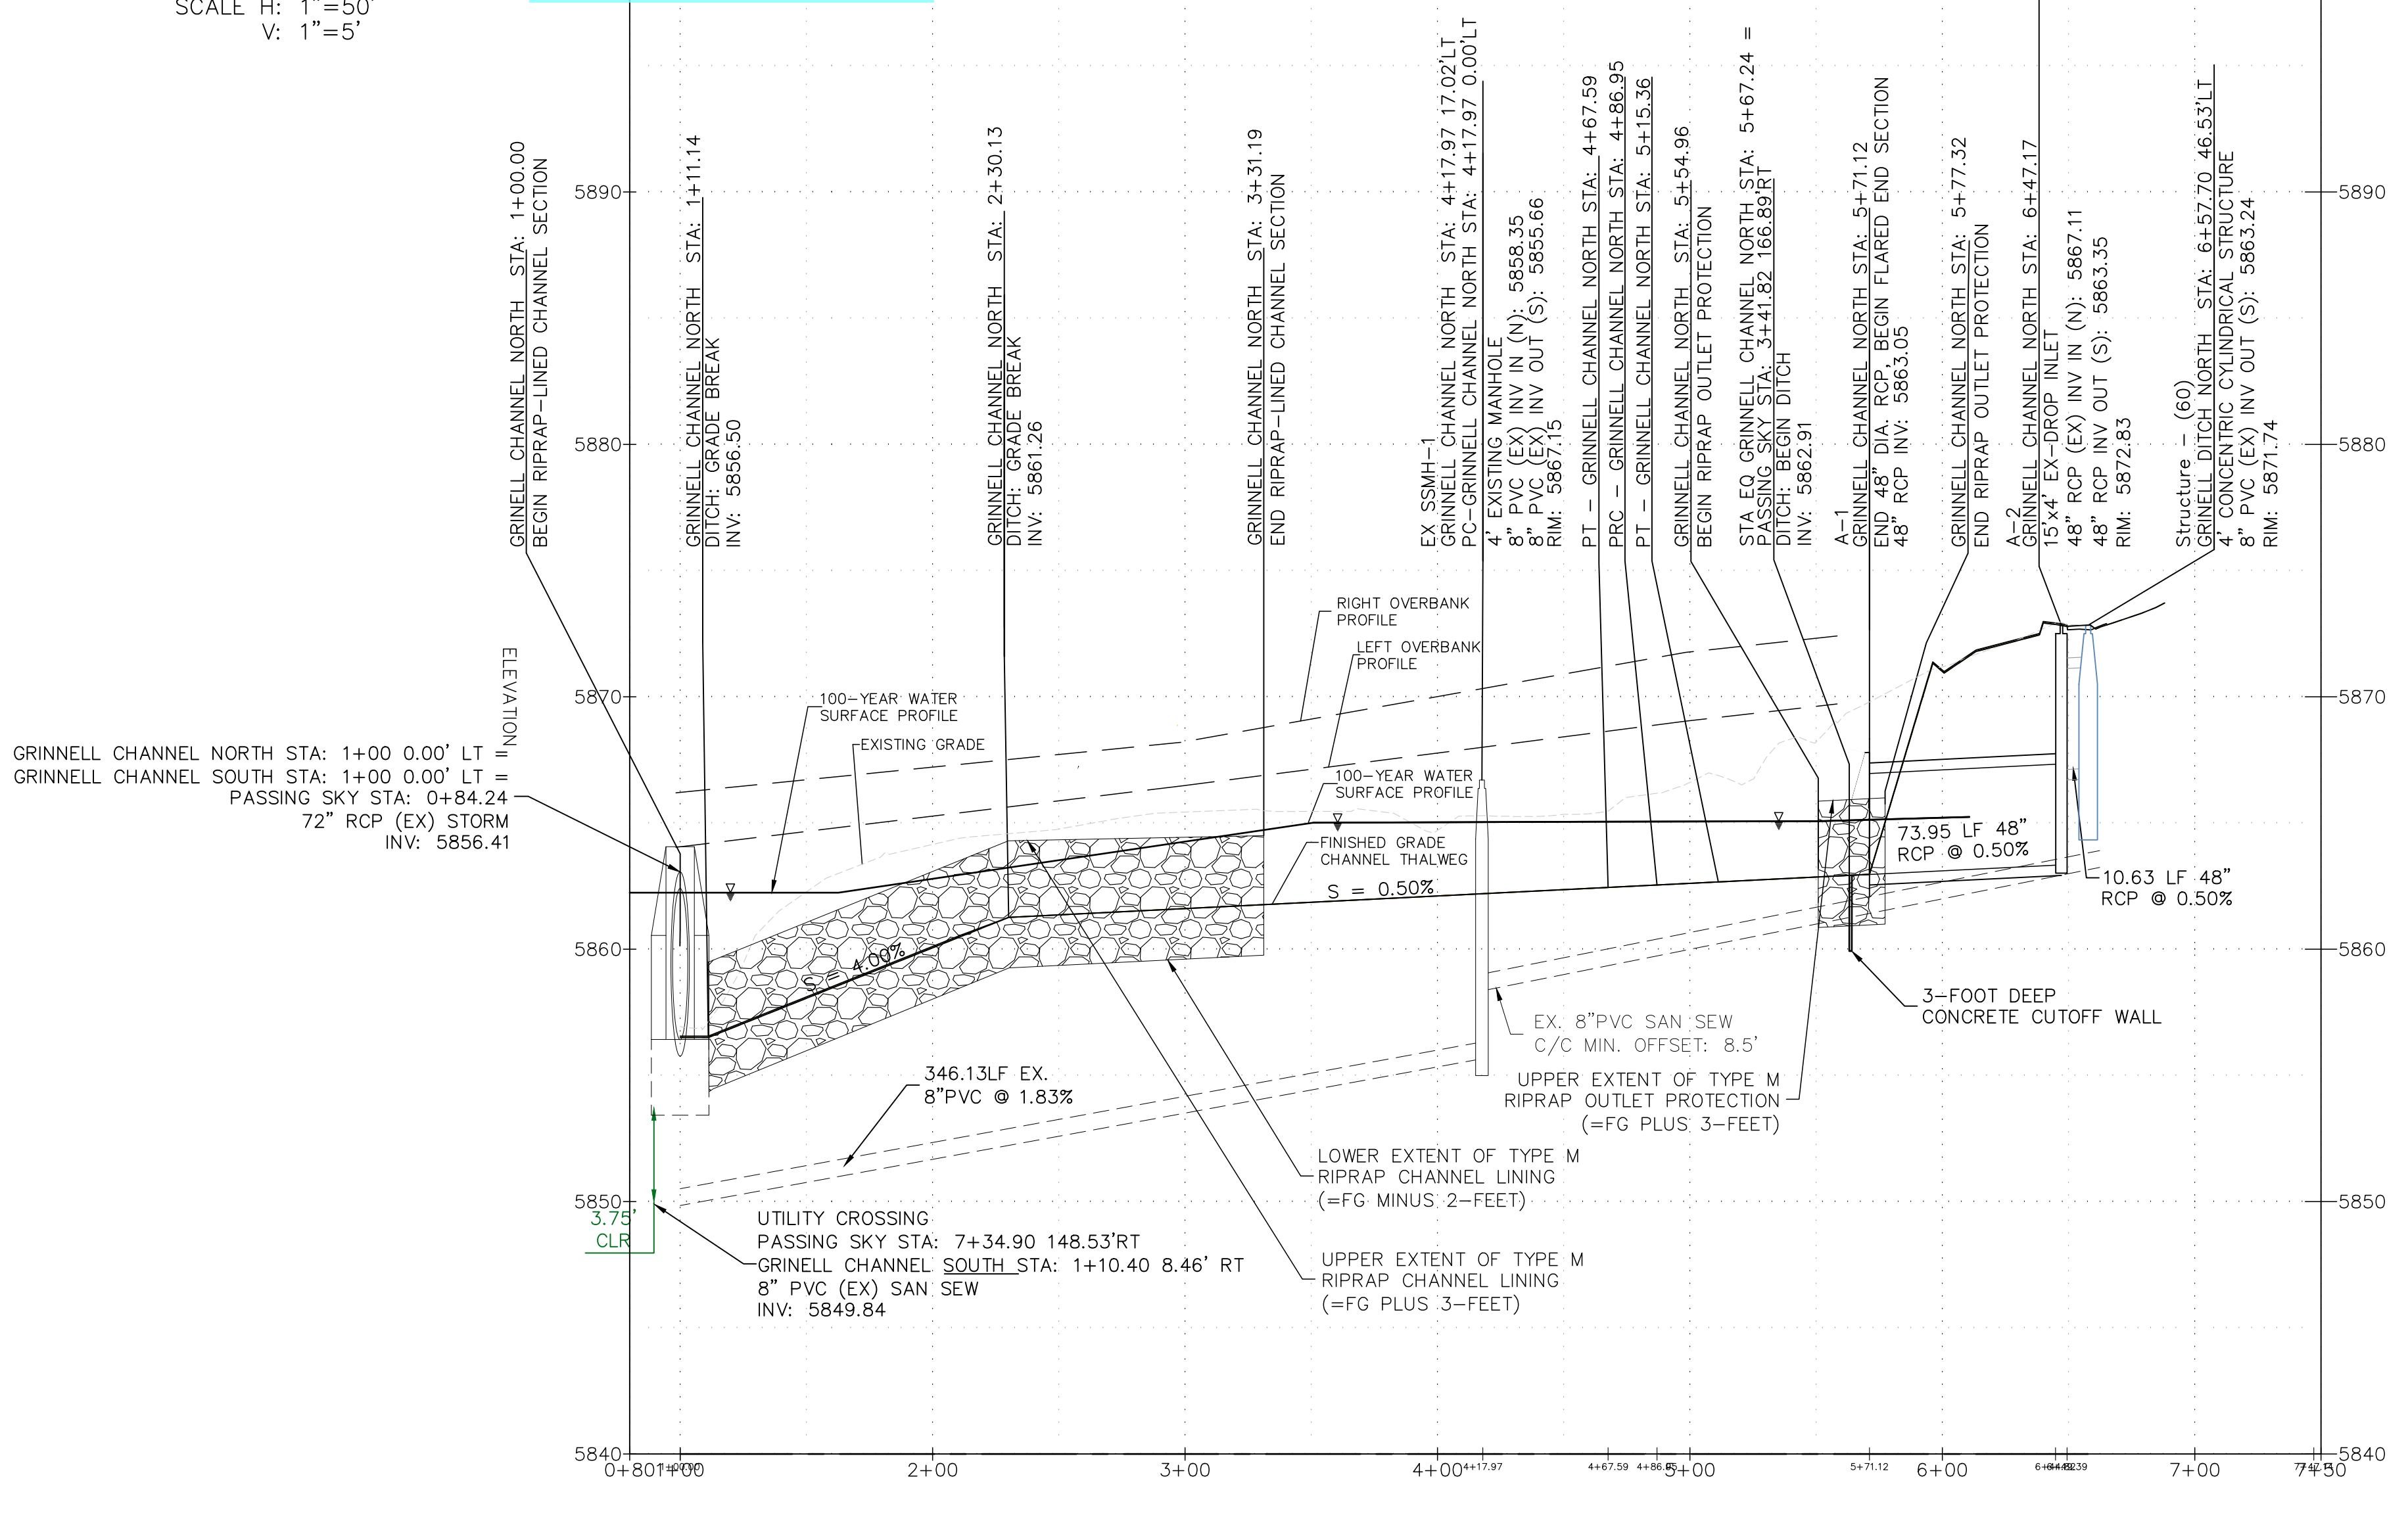 SCALE H: 1"=50'
V: 1"=5'
GRINNELL CHANNEL NORTH STA: 1+00.00
BEGIN RIPRAP-LINED CHANNEL SECTION
GRINNELL CHANNEL NORTH STA: 1+11.14
DITCH: GRADE BREAK
INV: 5856.50
GRINNELL CHANNEL NORTH STA: 2+30.13
DITCH: GRADE BREAK
INV: 5861.26
GRINNELL CHANNEL NORTH STA: 3+31.19
END RIPRAP-LINED CHANNEL SECTION
EX SSMH-1
GRINNELL CHANNEL NORTH STA: 4+17.97 17.02'LT
PC-GRINNELL CHANNEL NORTH STA: 4+17.97 0.00'LT
4' EXISTING MANHOLE
8" PVC (EX) INV IN (N): 5858.35
8" PVC (EX) INV OUT (S): 5855.66
RIM: 5867.15
PT - GRINNELL CHANNEL NORTH STA: 4+67.59
PRC - GRINNELL CHANNEL NORTH STA: 4+86.95
PT - GRINNELL CHANNEL NORTH STA: 5+15.36
GRINNELL CHANNEL NORTH STA: 5+54.96
BEGIN RIPRAP OUTLET PROTECTION
STA EQ GRINNELL CHANNEL NORTH STA: 5+67.24 =
PASSING SKY STA: 3+41.82 166.89'RT
DITCH: BEGIN DITCH
INV: 5862.91
A-1
GRINNELL CHANNEL NORTH STA: 5+71.12
END 48" DIA. RCP, BEGIN FLARED END SECTION
48" RCP INV: 5863.05
GRINNELL CHANNEL NORTH STA: 5+77.32
END RIPRAP OUTLET PROTECTION
A-2
GRINNELL CHANNEL NORTH STA: 6+47.17
15'x4' EX-DROP INLET
48" RCP (EX) INV IN (N): 5867.11
48" RCP INV OUT (S): 5863.35
RIM: 5872.83
Structure - (60)
GRINELL DITCH NORTH STA: 6+57.70 46.53'LT
4' CONCENTRIC CYLINDRICAL STRUCTURE
8" PVC (EX) INV OUT (S): 5863.24
RIM: 5871.74
5890
5890
5880
5880
5870
5870
5860
5860
5850
5850
5840
5840
ELEVATION
RIGHT OVERBANK
PROFILE
LEFT OVERBANK
PROFILE
100-YEAR WATER
SURFACE PROFILE
EXISTING GRADE
GRINNELL CHANNEL NORTH STA: 1+00 0.00' LT =
GRINNELL CHANNEL SOUTH STA: 1+00 0.00' LT =
PASSING SKY STA: 0+84.24
72" RCP (EX) STORM
INV: 5856.41
100-YEAR WATER
SURFACE PROFILE
FINISHED GRADE
CHANNEL THALWEG
S = 0.50%
S = 4.00%
73.95 LF 48"
RCP @ 0.50%
10.63 LF 48"
RCP @ 0.50%
3-FOOT DEEP
CONCRETE CUTOFF WALL
EX. 8"PVC SAN SEW
C/C MIN. OFFSET: 8.5'
UPPER EXTENT OF TYPE M
RIPRAP OUTLET PROTECTION
(=FG PLUS 3-FEET)
346.13LF EX.
8"PVC @ 1.83%
LOWER EXTENT OF TYPE M
RIPRAP CHANNEL LINING
(=FG MINUS 2-FEET)
3.75'
CLR
UTILITY CROSSING
PASSING SKY STA: 7+34.90 148.53'RT
GRINELL CHANNEL SOUTH STA: 1+10.40 8.46' RT
8" PVC (EX) SAN SEW
INV: 5849.84
UPPER EXTENT OF TYPE M
RIPRAP CHANNEL LINING
(=FG PLUS 3-FEET)
0+80
1+00
2+00
3+00
4+00
4+17.97
4+67.59
4+86.95
5+00
5+71.12
6+00
7+00
7+50